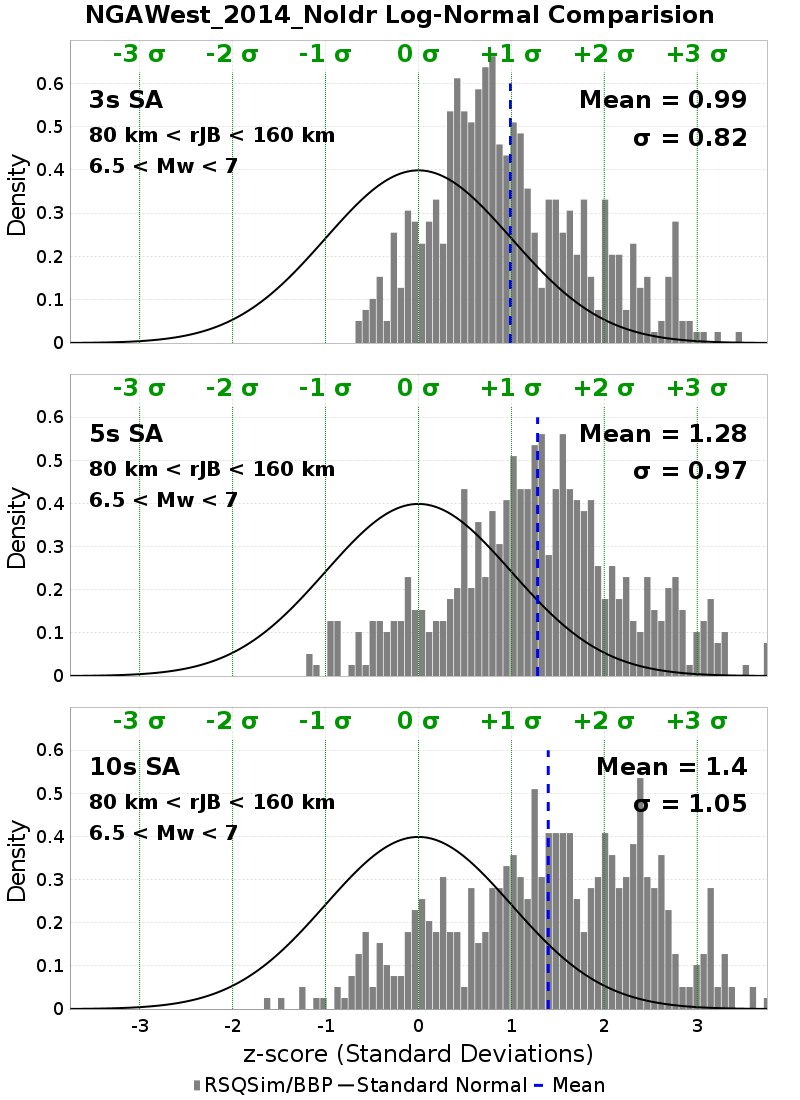 NGAWest_2014_NoIdr Log-Normal Comparision
-3 σ -2 σ -1 σ 0 σ +1 σ +2 σ +3 σ
3s SA
Mean = 0.99
80 km < rJB < 160 km
σ = 0.82
6.5 < Mw < 7
Density
0.6
0.5
0.4
0.3
0.2
0.1
0
-3 σ -2 σ -1 σ 0 σ +1 σ +2 σ +3 σ
5s SA
Mean = 1.28
80 km < rJB < 160 km
σ = 0.97
6.5 < Mw < 7
Density
0.6
0.5
0.4
0.3
0.2
0.1
0
-3 σ -2 σ -1 σ 0 σ +1 σ +2 σ +3 σ
10s SA
Mean = 1.4
80 km < rJB < 160 km
σ = 1.05
6.5 < Mw < 7
Density
0.6
0.5
0.4
0.3
0.2
0.1
0
-3 -2 -1 0 1 2 3
z-score (Standard Deviations)
RSQSim/BBP Standard Normal Mean